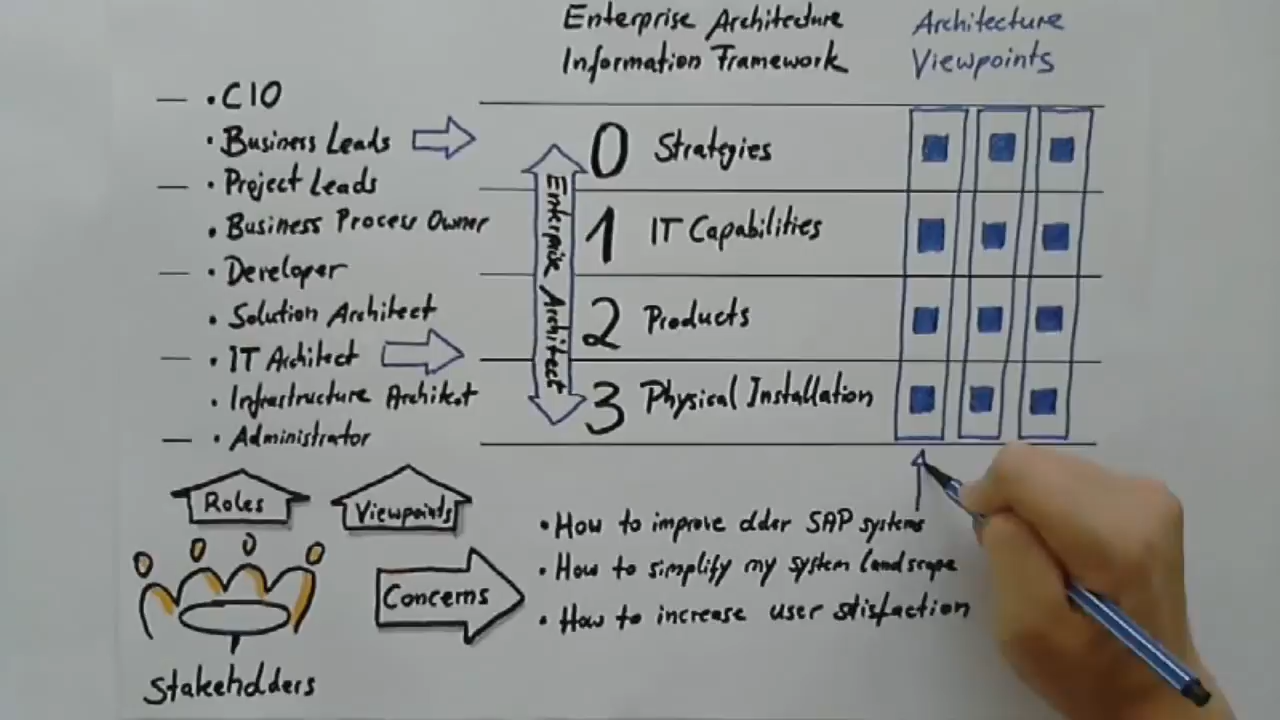 Enterprise Architecture
Information Framework
Architecture
Viewpoints
— • CIO
• Business Leads
— • Project Leads
• Business Process Owner
— • Developer
• Solution Architect
— • IT Architect
• Infrastructure Architect
— • Administrator
Enterprise Architect
0 Strategies
1 IT Capabilities
2 Products
3 Physical Installation
Roles
Viewpoints
Concerns
Stakeholders
• How to improve older SAP systems
• How to simplify my system landscape
• How to increase user stisfaction